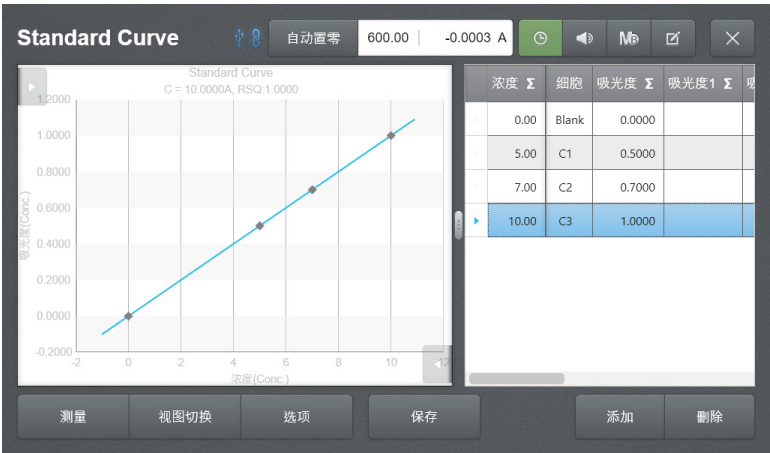 Standard Curve
自动置零
600.00
-0.0003 A
MB
Standard Curve
C = 10.0000A, RSQ:1.0000
1.2000
1.0000
0.8000
0.6000
0.4000
0.2000
0.0000
-0.2000
吸光度(Conc.)
-2 0 2 4 6 8 10 12
浓度(Conc.)
浓度 Σ 细胞 吸光度 Σ 吸光度1 Σ
0.00 Blank 0.0000
5.00 C1 0.5000
7.00 C2 0.7000
10.00 C3 1.0000
测量 视图切换 选项 保存 添加 删除